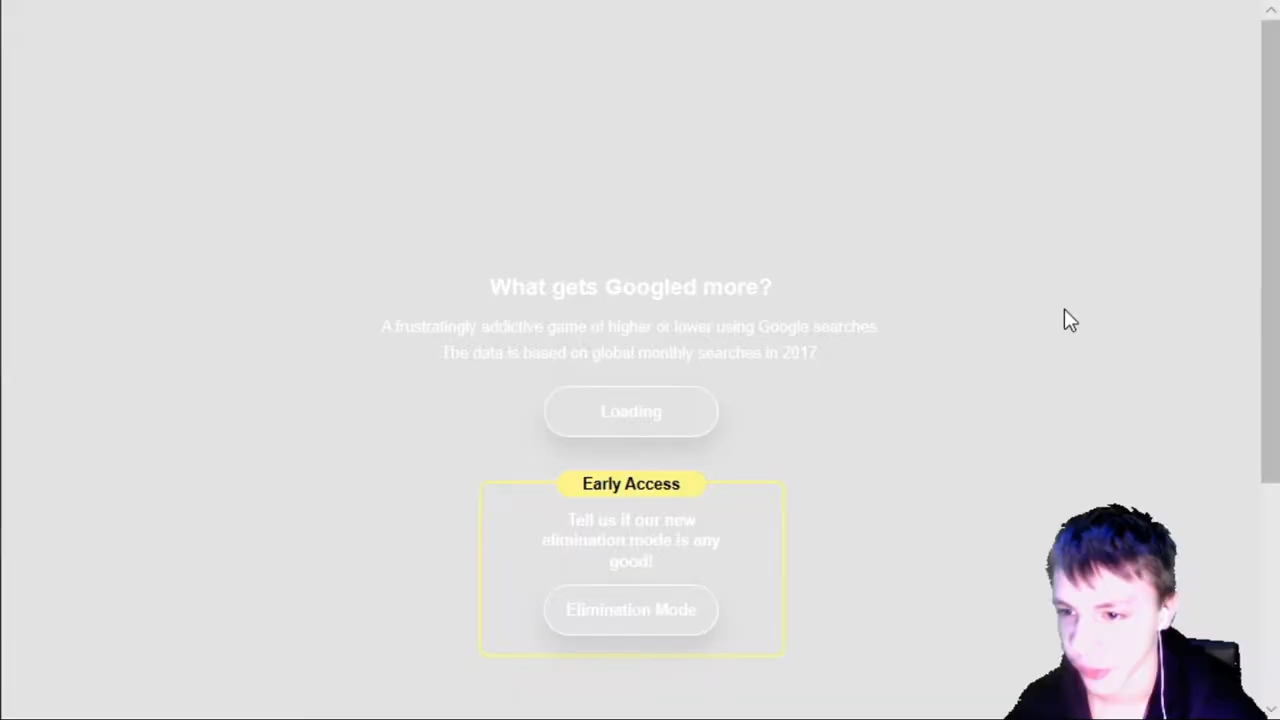 What gets Googled more?
A frustratingly addictive game of higher or lower using Google searches.
The data is based on global monthly searches in 2017
Loading
Early Access
Tell us if our new
elimination mode is any
good!
Elimination Mode